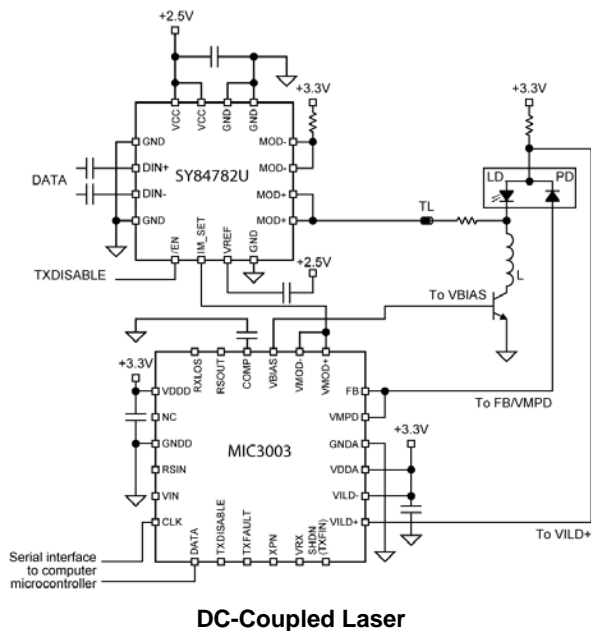 +2.5V
+3.3V
+3.3V
VCC
VCC
GND
GND
GND
DIN+
DIN-
GND
DATA
SY84782U
MOD-
MOD-
MOD+
MOD+
LD
PD
TL
/EN
IM_SET
VREF
GND
TXDISABLE
+2.5V
L
To VBIAS
+3.3V
RXLOS
RSOUT
COMP
VBIAS
VMOD-
VMOD+
VDDD
NC
GNDD
RSIN
VIN
CLK
MIC3003
FB
VMPD
GNDA
VDDA
VILD-
VILD+
To FB/VMPD
+3.3V
To VILD+
DATA
TXDISABLE
TXFAULT
XPN
VRX
SHDN
(TXFIN)
Serial interface
to computer
microcontroller
DC-Coupled Laser